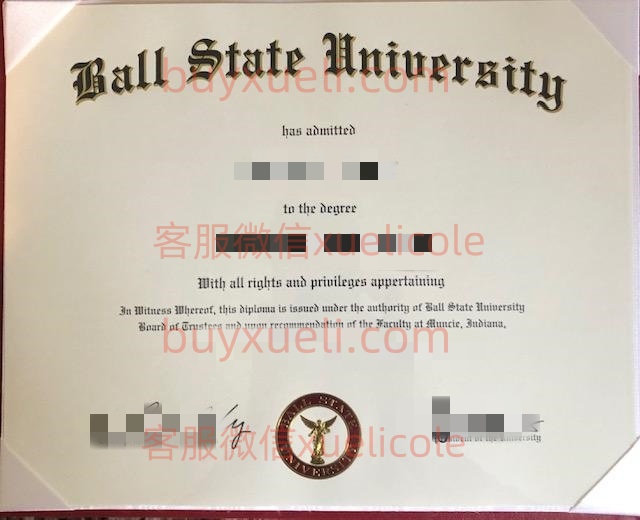 Ball State University
buyxueli.com
has admitted
to the degree
客服微信xuelicole
With all rights and privileges appertaining
In Witness Whereof, this diploma is issued under the authority of Ball State University
Board of Trustees and upon recommendation of the Faculty at Muncie, Indiana.
buyxueli.com
BALL STATE
UNIVERSITY
客服微信xuelicole
of the University